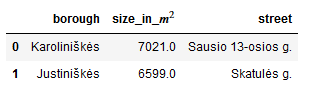 borough size_in_m² street
0 Karoliniškės 7021.0 Sausio 13-osios g.
1 Justiniškės 6599.0 Skatulės g.